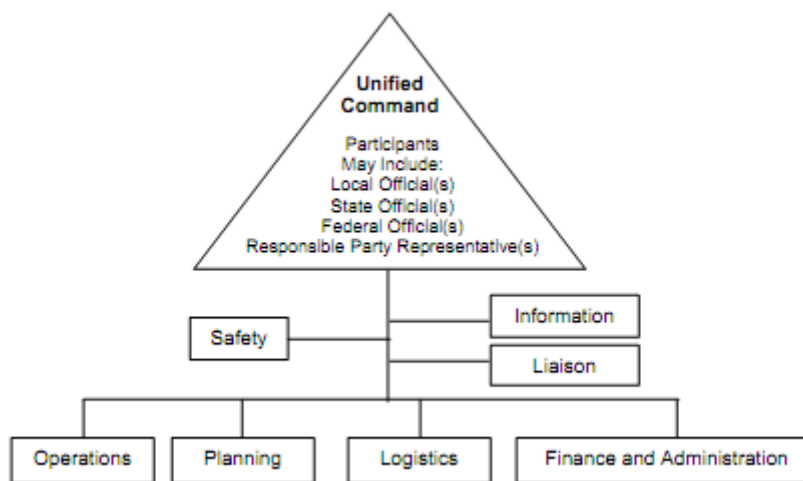 Unified
Command
Participants
May Include:
Local Official(s)
State Official(s)
Federal Official(s)
Responsible Party Representative(s)
Information
Safety
Liaison
Operations
Planning
Logistics
Finance and Administration